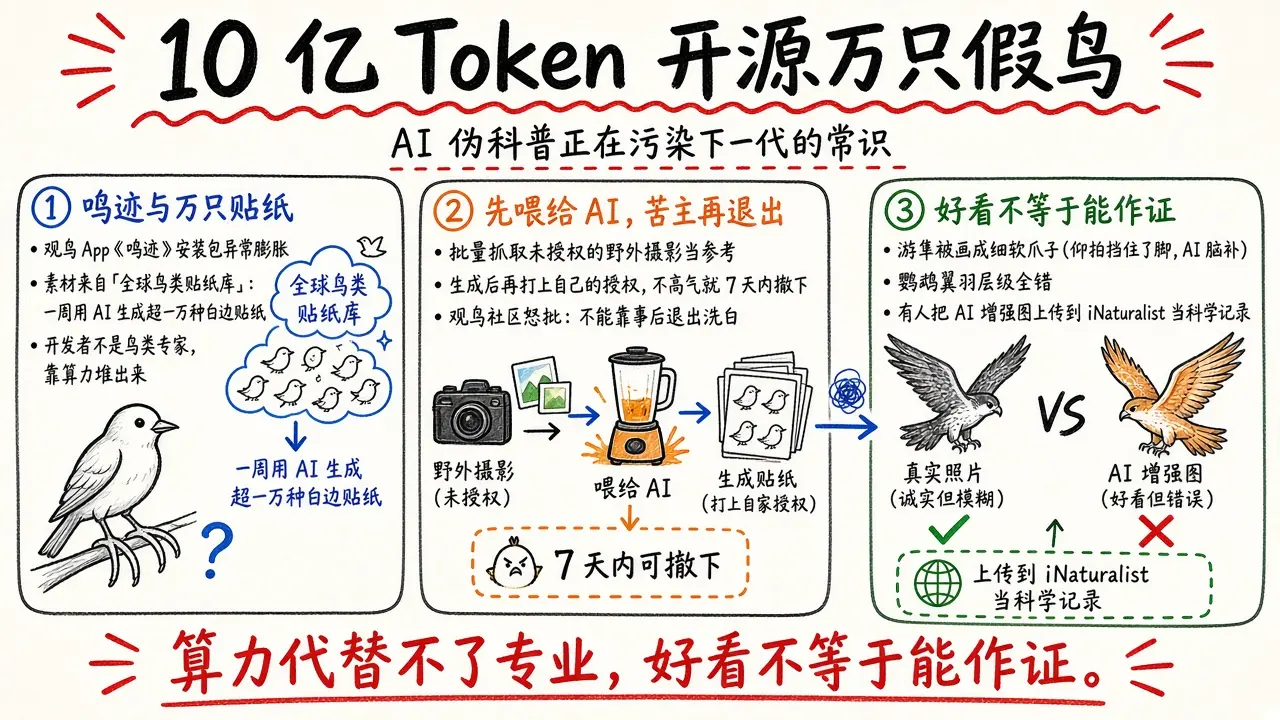 10 亿 Token 开源万只假鸟
AI 伪科普正在污染下一代的常识
① 鸣迹与万只贴纸
• 观鸟 App《鸣迹》安装包异常膨胀
• 素材来自「全球鸟类贴纸库」:
一周用 AI 生成超一万种白边贴纸
• 开发者不是鸟类专家,
靠算力堆出来
全球鸟类
贴纸库
一周用 AI 生成
超一万种白边贴纸
?
② 先喂给 AI, 苦主再退出
• 批量抓取未授权的野外摄影当参考
• 生成后再打上自己的授权, 不高气就 7 天内撤下
• 观鸟社区怒批: 不能靠事后退出洗白
野外摄影
(未授权)
喂给 AI
生成贴纸
(打上自家授权)
7 天内可撤下
③ 好看不等于能作证
• 游隼被画成细软爪子 (仰拍挡住了脚, AI 脑补)
• 鹦鹉翼羽层级全错
• 有人把 AI 增强图上传到 iNaturalist 当科学记录
VS
真实照片
(诚实但模糊)
AI 增强图
(好看但错误)
上传到 iNaturalist
当科学记录
算力代替不了专业, 好看不等于能作证。